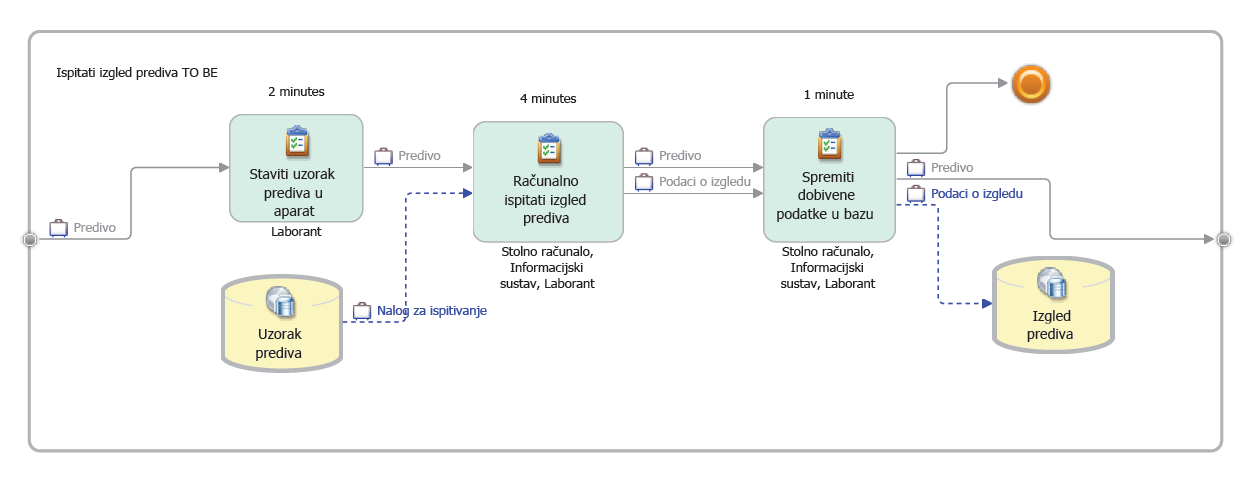 Ispitati izgled prediva TO BE
2 minutes
4 minutes
1 minute
Predivo
Staviti uzorak
prediva u
aparat
Laborant
Predivo
Računalno
ispitati izgled
prediva
Stolno računalo,
Informacijski
sustav, Laborant
Predivo
Podaci o izgledu
Spremiti
dobivene
podatke u bazu
Stolno računalo,
Informacijski
sustav, Laborant
Predivo
Podaci o izgledu
Uzorak
prediva
Nalog za ispitivanje
Izgled
prediva